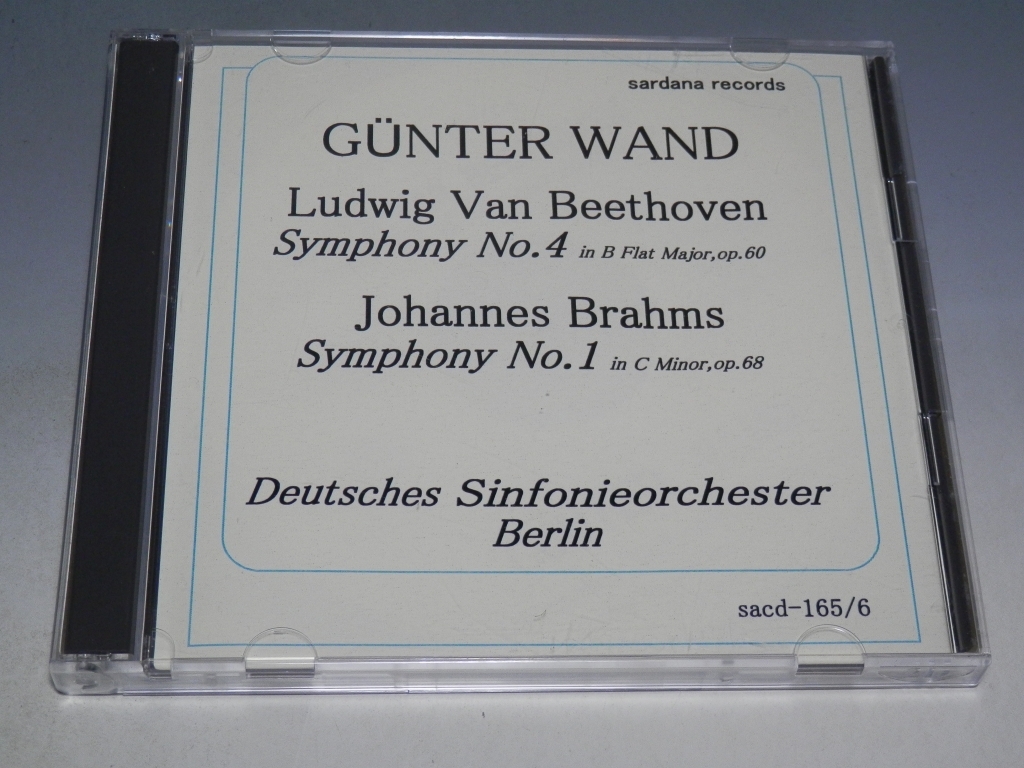 sardana records
GÜNTER WAND
Ludwig Van Beethoven
Symphony No.4 in B Flat Major,op.60
Johannes Brahms
Symphony No.1 in C Minor,op.68
Deutsches Sinfonieorchester
Berlin
sacd-165/6